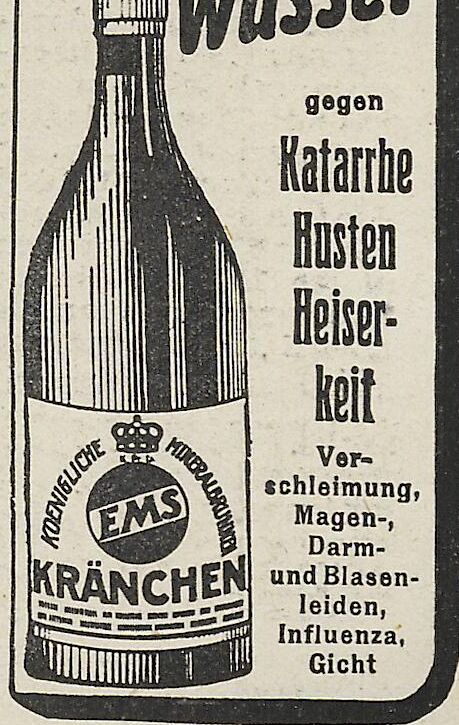 Wasser
gegen
Katarrhe
Husten
Heiser-
keit
Ver-
schleimung,
Magen-,
Darm-
und Blasen-
leiden,
Influenza,
Gicht
KOENIGLICHE MINERALBRUNNEN
EMS
KRÄNCHEN